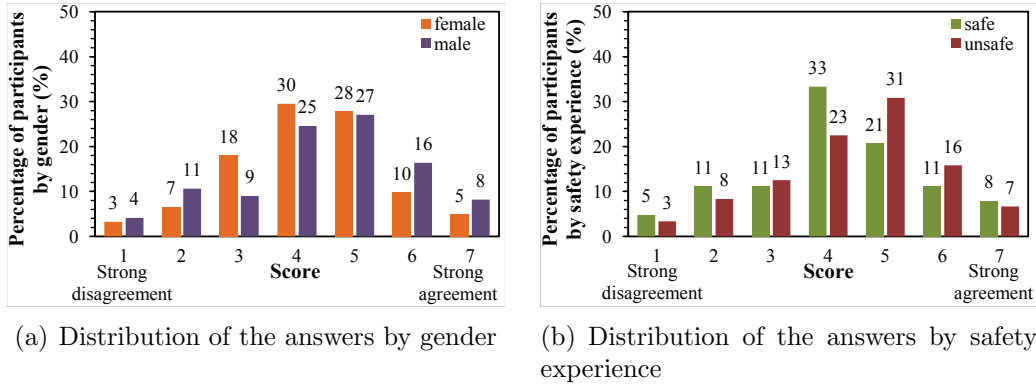 Percentage of participants
by gender (%)
50
40
30
20
10
0
female
male
3
4
7
11
18
9
30
25
28
27
10
16
5
8
1
2
3
4
5
6
7
Strong
disagreement
Score
Strong
agreement
(a) Distribution of the answers by gender
Percentage of participants
by safety experience (%)
50
40
30
20
10
0
safe
unsafe
5
3
11
8
11
13
33
23
21
31
11
16
8
7
1
2
3
4
5
6
7
Strong
disagreement
Score
Strong
agreement
(b) Distribution of the answers by safety
experience